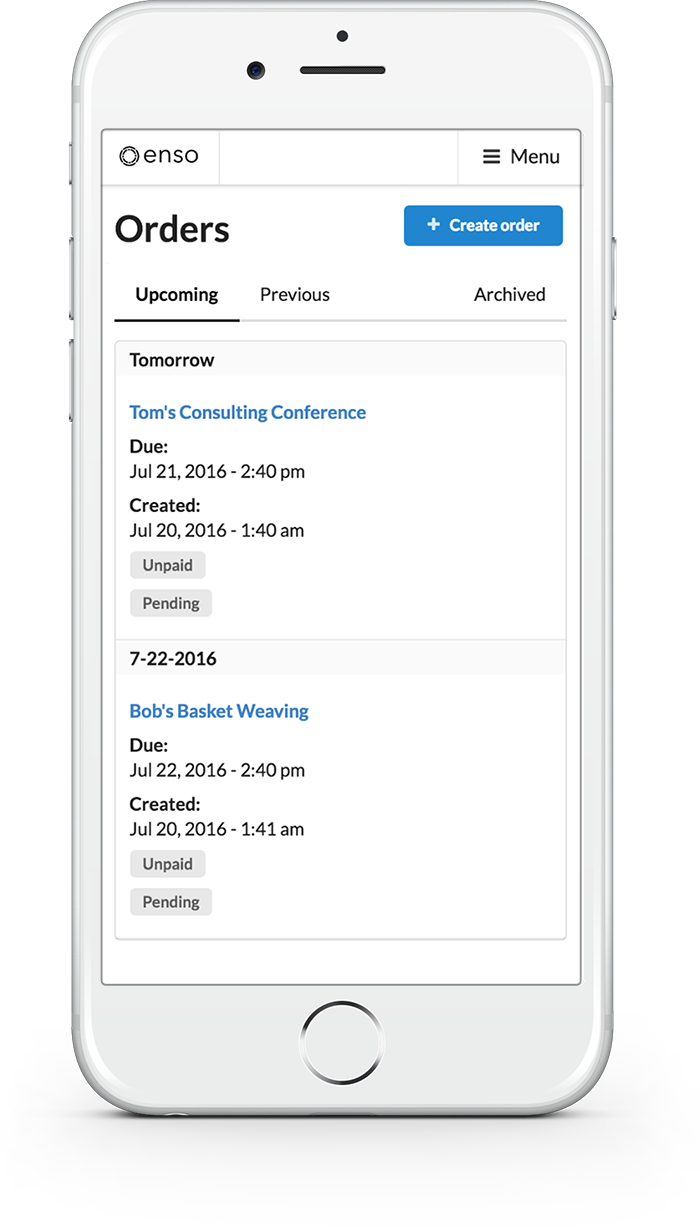 enso
Menu
Orders
+ Create order
Upcoming Previous Archived
Tomorrow
Tom's Consulting Conference
Due:
Jul 21, 2016 - 2:40 pm
Created:
Jul 20, 2016 - 1:40 am
Unpaid
Pending
7-22-2016
Bob's Basket Weaving
Due:
Jul 22, 2016 - 2:40 pm
Created:
Jul 20, 2016 - 1:41 am
Unpaid
Pending